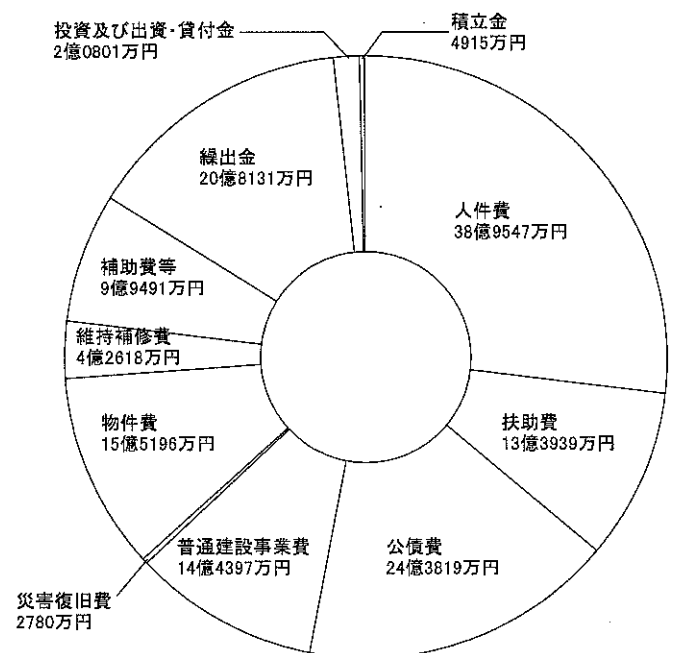 投資及び出資・貸付金
2億0801万円
積立金
4915万円
繰出金
20億8131万円
人件費
38億9547万円
補助費等
9億9491万円
維持補修費
4億2618万円
物件費
15億5196万円
扶助費
13億3939万円
普通建設事業費
14億4397万円
公債費
24億3819万円
災害復旧費
2780万円